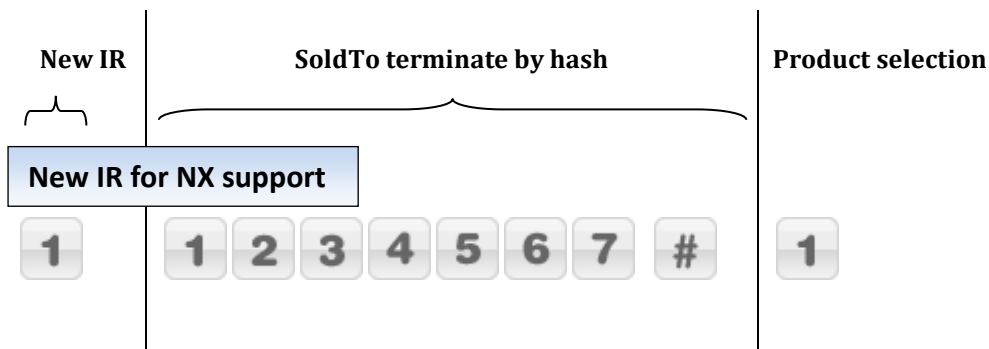 New IR SoldTo terminate by hash Product selection
New IR for NX support
1 1 2 3 4 5 6 7 # 1